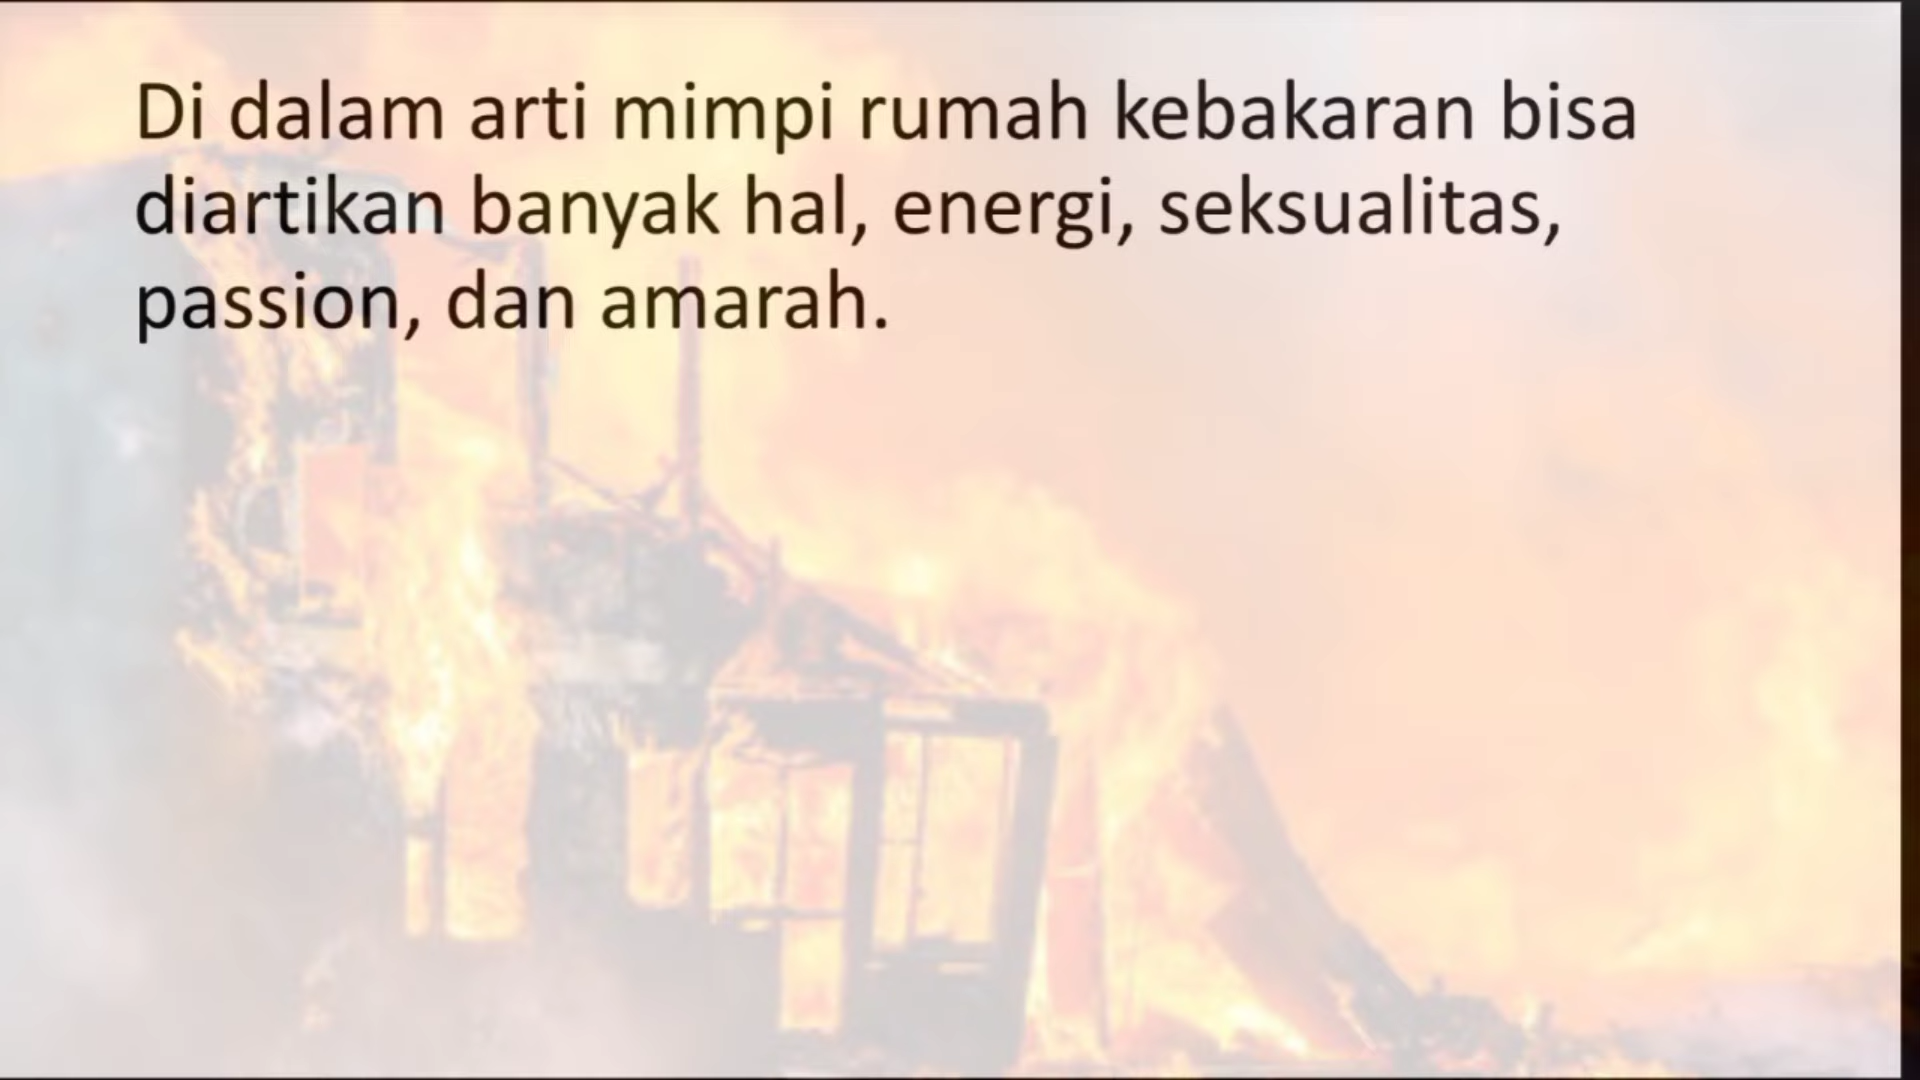 Di dalam arti mimpi rumah kebakaran bisa
diartikan banyak hal, energi, seksualitas,
passion, dan amarah.